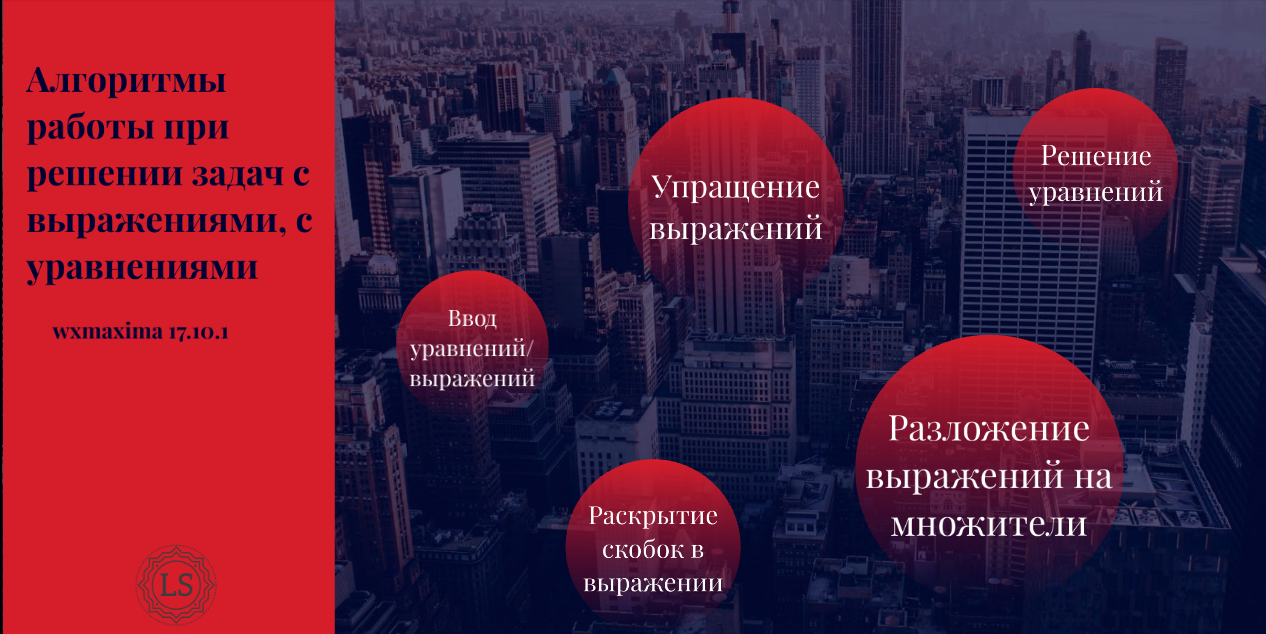 Алгоритмы
работы при
решении задач с
выражениями, с
уравнениями
wxmaxima 17.10.1
LS
Ввод
уравнений/
выражений
Упращение
выражений
Решение
уравнений
Раскрытие
скобок в
выражении
Разложение
выражений на
множители